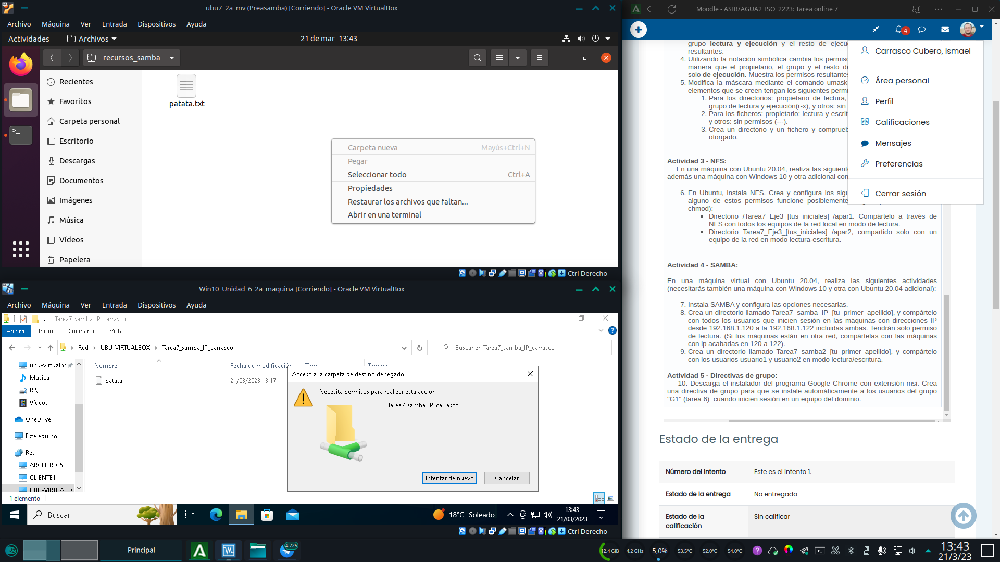 ubu7_2a_mv (Preasamba) [Corriendo] - Oracle VM VirtualBox
Archivo Máquina Ver Entrada Dispositivos Ayuda
Actividades Archivos 21 de mar 13:43
recursos_samba
Recientes
Favoritos
Carpeta personal
Escritorio
Descargas
Documentos
Imágenes
Música
Vídeos
Papelera
patata.txt
Carpeta nueva Mayús+Ctrl+N
Pegar
Seleccionar todo Ctrl+A
Propiedades
Restaurar los archivos que faltan...
Abrir en una terminal
Ctrl Derecho
Win10_Unidad_6_2a_maquina [Corriendo] - Oracle VM VirtualBox
Archivo Máquina Ver Entrada Dispositivos Ayuda
Tarea7_samba_IP_carrasco
Archivo Inicio Compartir Vista
Red UBU-VIRTUALBOX Tarea7_samba_IP_carrasco
Buscar en Tarea7_samba_IP_carrasco
ubu-virtualbc
Música
R:\
Vídeos
OneDrive
Este equipo
Red
ARCHER_C5
CLIENTE1
UBU-VIRTUALBC
1 elemento
Nombre Fecha de modificación Tipo Tamaño
patata 21/03/2023 13:17
Acceso a la carpeta de destino denegado
Necesita permisos para realizar esta acción
Tarea7_samba_IP_carrasco
Intentar de nuevo Cancelar
Buscar
18°C Soleado
13:43
21/03/2023
Ctrl Derecho
Moodle - ASIR/AGUA2_ISO_2223: Tarea online 7
4
grupo lectura y ejecución y el resto de ejecu
resultantes.
4. Utilizando la notación simbólica cambia los permiso
manera que el propietario, el grupo y el resto de
solo de ejecución. Muestra los permisos resultantes
5. Modifica la máscara mediante el comando umask
elementos que se creen tengan los siguientes permi
1. Para los directorios: propietario de lectura,
grupo de lectura y ejecución(r-x), y otros: sin
2. Para los ficheros: propietario: lectura y escrit
y otros: sin permisos (---).
3. Crea un directorio y un fichero y comprueb
otorgado.
Carrasco Cubero, Ismael
Área personal
Perfil
Calificaciones
Mensajes
Preferencias
Cerrar sesión
Actividad 3 - NFS:
En una máquina con Ubuntu 20.04, realiza las siguiente
además una máquina con Windows 10 y otra adicional con
6. En Ubuntu, instala NFS. Crea y configura los sigu
alguno de estos permisos funcione posiblemente
chmod):
Directorio /Tarea7_Eje3_[tus_iniciales] /apar1. Compártelo a través de
NFS con todos los equipos de la red local en modo de lectura.
Directorio Tarea7_Eje3_[tus_iniciales] /apar2, compartido solo con un
equipo de la red en modo lectura-escritura.
Actividad 4 - SAMBA:
En una máquina virtual con Ubuntu 20.04, realiza las siguientes actividades
(necesitarás también una máquina con Windows 10 y otra con Ubuntu 20.04 adicional):
7. Instala SAMBA y configura las opciones necesarias.
8. Crea un directorio llamado Tarea7_samba_IP_[tu_primer_apellido], y compártelo
con todos los usuarios que inicien sesión en las máquinas con direcciones IP
desde 192.168.1.120 a la 192.168.1.122 incluidas ambas. Tendrán solo permiso
de lectura. (Si tus máquinas están en otra red, compártelas con las máquinas
con ip acabadas en 120 a 122).
9. Crea un directorio llamado Tarea7_samba2_[tu_primer_apellido], y compártelo
con los usuarios usuario1 y usuario2 en modo lectura/escritura.
Actividad 5 - Directivas de grupo:
10. Descarga el instalador del programa Google Chrome con extensión msi. Crea
una directiva de grupo para que se instale automáticamente a los usuarios del grupo
"G1" (tarea 6) cuando inicien sesión en un equipo del dominio.
Estado de la entrega
Número del Intento Este es el intento 1.
Estado de la entrega No entregado
Estado de la calificación Sin calificar
Principal
4.725
12,4 GiB 4,2 GHz 5,0% 53,5°C 52,0°C 54,0°C
13:43
21/3/23